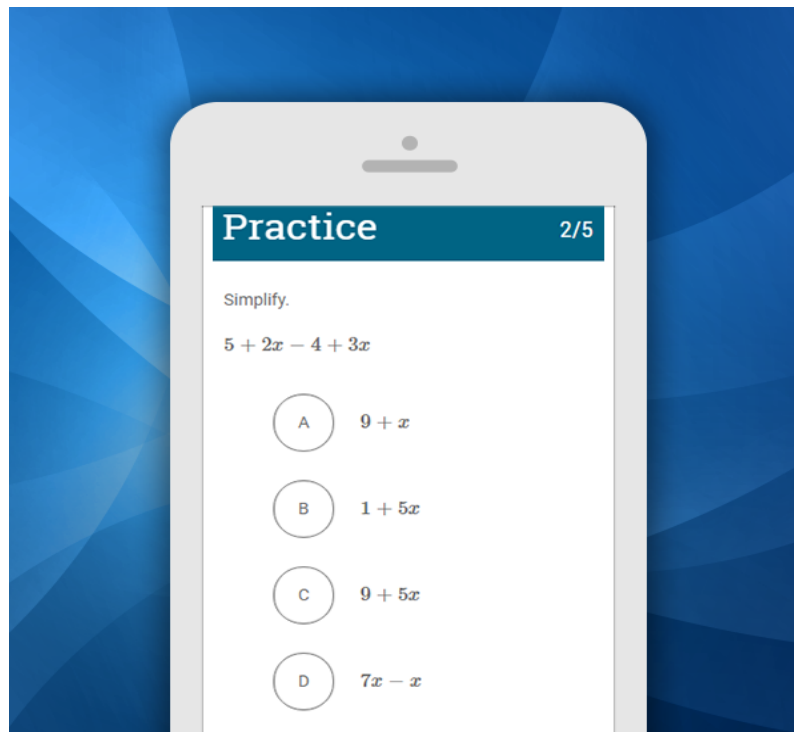 Practice 2/5
Simplify.
5 + 2x − 4 + 3x
A 9 + x
B 1 + 5x
C 9 + 5x
D 7x − x